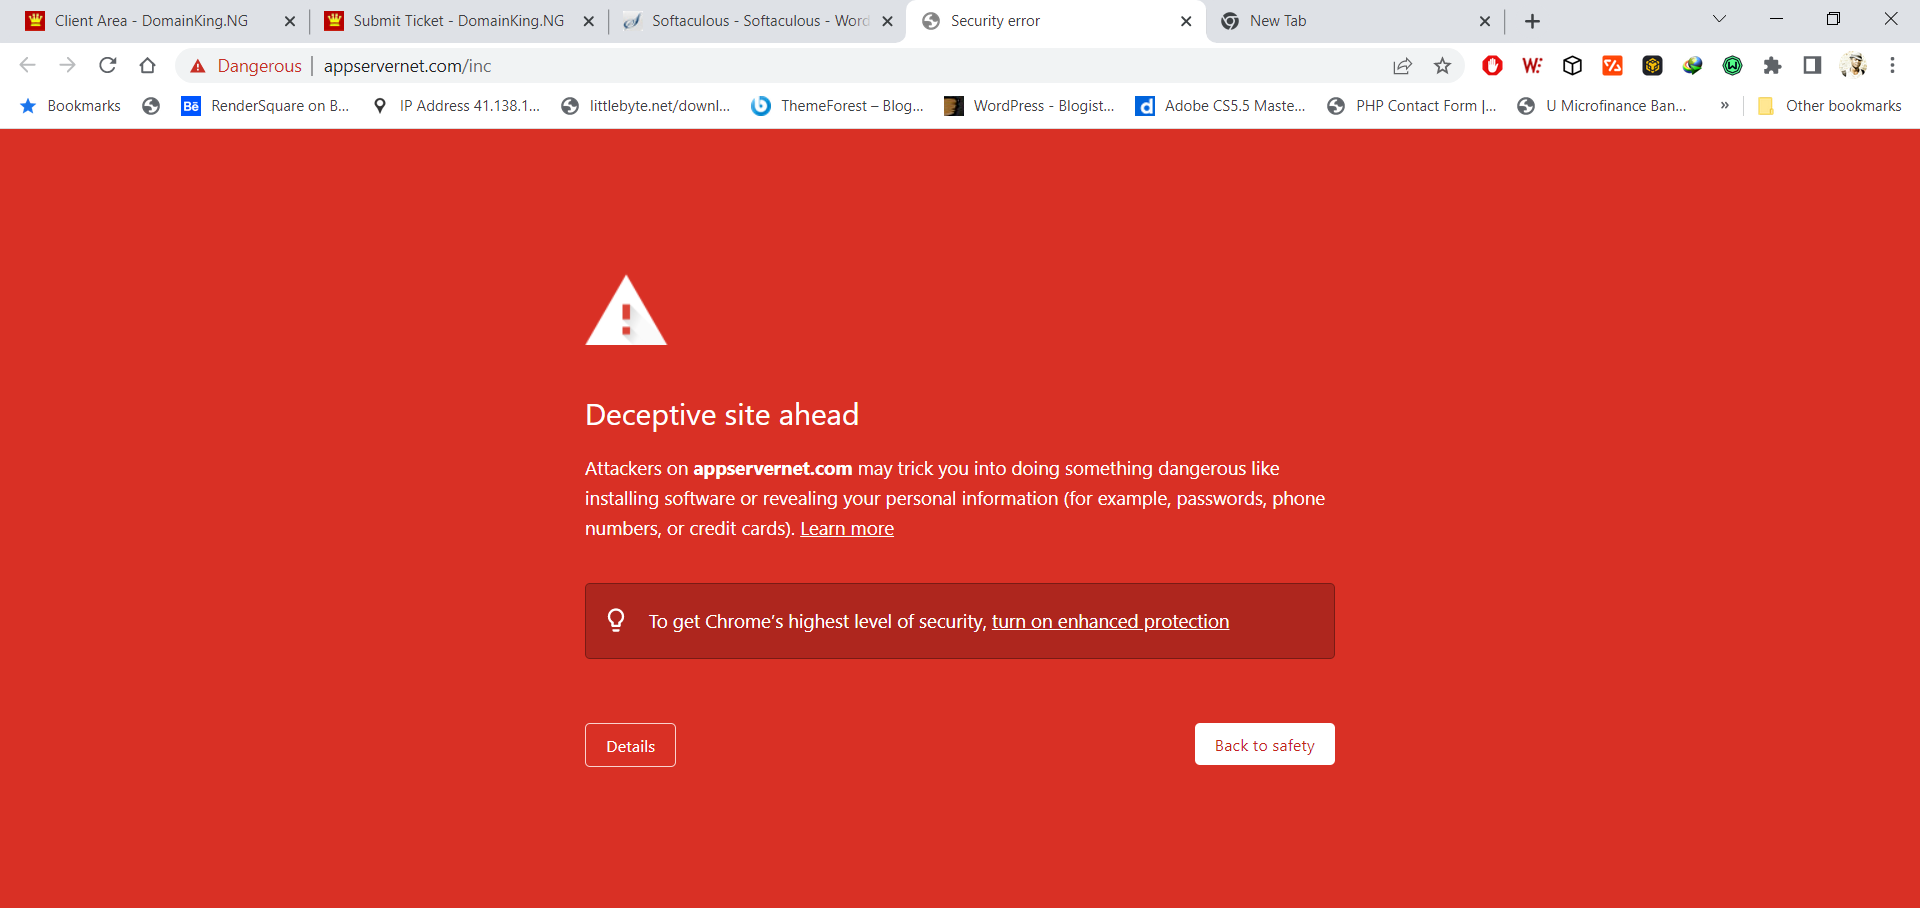 Client Area - DomainKing.NG
Submit Ticket - DomainKing.NG
Softaculous - Softaculous - Word
Security error
New Tab
Dangerous
appservernet.com/inc
Bookmarks
Bē
RenderSquare on B...
IP Address 41.138.1...
littlebyte.net/downl...
ThemeForest – Blog...
WordPress - Blogist...
Adobe CS5.5 Maste...
PHP Contact Form |...
U Microfinance Ban...
»
Other bookmarks
Deceptive site ahead
Attackers on appservernet.com may trick you into doing something dangerous like
installing software or revealing your personal information (for example, passwords, phone
numbers, or credit cards). Learn more
To get Chrome’s highest level of security, turn on enhanced protection
Details
Back to safety